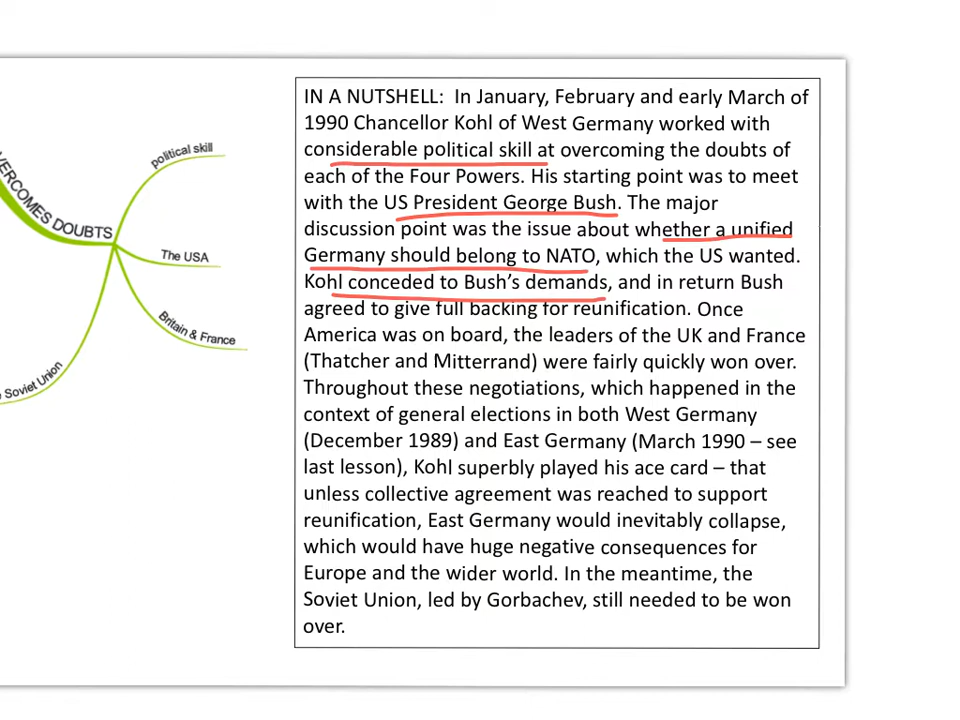 VERCOMES DOUBTS
political skill
The USA
Britain & France
Soviet Union
IN A NUTSHELL:  In January, February and early March of
1990 Chancellor Kohl of West Germany worked with
considerable political skill at overcoming the doubts of
each of the Four Powers. His starting point was to meet
with the US President George Bush. The major
discussion point was the issue about whether a unified
Germany should belong to NATO, which the US wanted.
Kohl conceded to Bush's demands, and in return Bush
agreed to give full backing for reunification. Once
America was on board, the leaders of the UK and France
(Thatcher and Mitterrand) were fairly quickly won over.
Throughout these negotiations, which happened in the
context of general elections in both West Germany
(December 1989) and East Germany (March 1990 – see
last lesson), Kohl superbly played his ace card – that
unless collective agreement was reached to support
reunification, East Germany would inevitably collapse,
which would have huge negative consequences for
Europe and the wider world. In the meantime, the
Soviet Union, led by Gorbachev, still needed to be won
over.